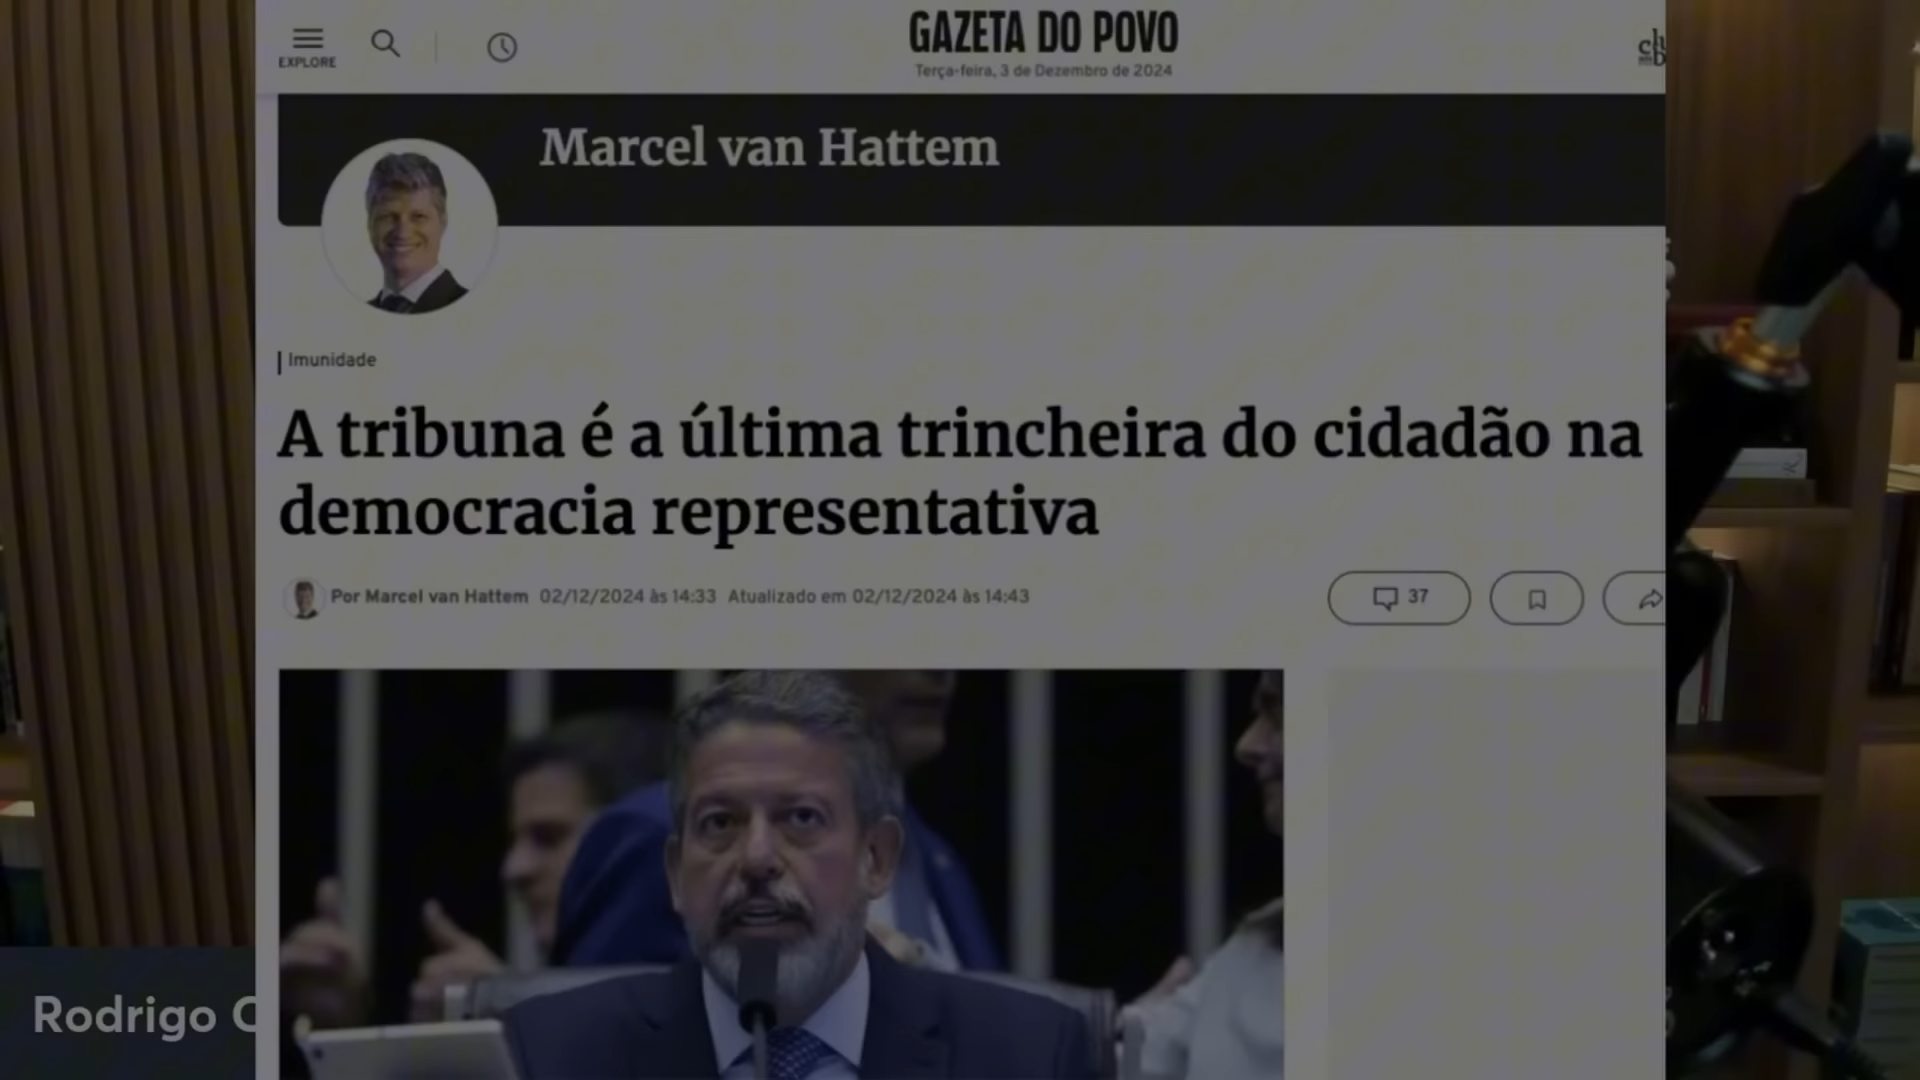 GAZETA DO POVO
EXPLORE
Terça-feira, 3 de Dezembro de 2024
club
Marcel van Hattem
Imunidade
A tribuna é a última trincheira do cidadão na
democracia representativa
Por Marcel van Hattem 02/12/2024 às 14:33 Atualizado em 02/12/2024 às 14:43
37
Rodrigo C